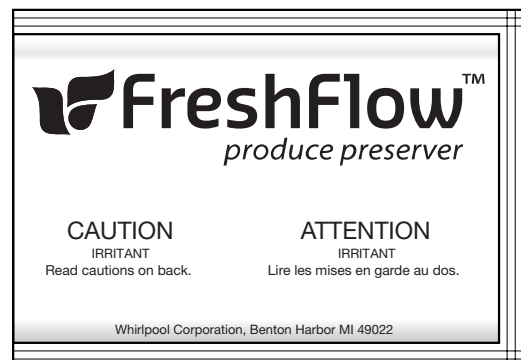 FreshFlow™
produce preserver
CAUTION
IRRITANT
Read cautions on back.
ATTENTION
IRRITANT
Lire les mises en garde au dos.
Whirlpool Corporation, Benton Harbor MI 49022